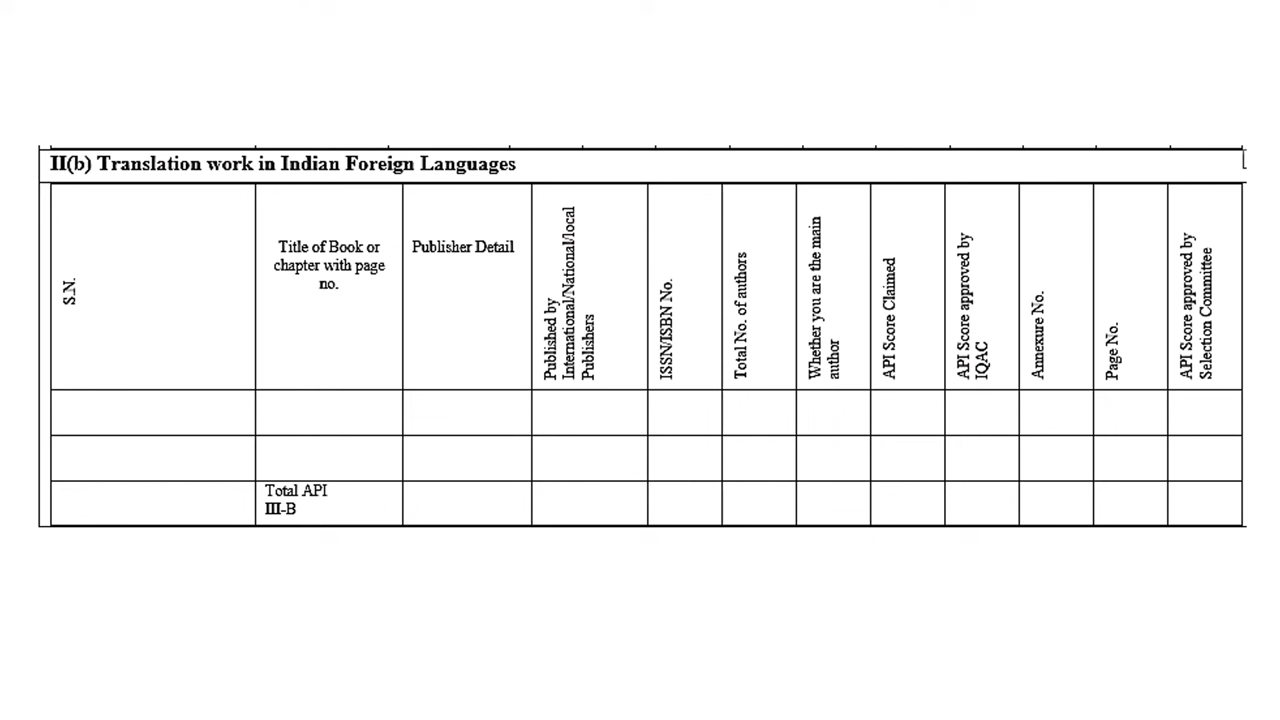 II(b) Translation work in Indian Foreign Languages
S.N.
Title of Book or
chapter with page
no.
Publisher Detail
Published by
International/National/local
Publishers
ISSN/ISBN No.
Total No. of authors
Whether you are the main
author
API Score Claimed
API Score approved by
IQAC
Annexure No.
Page No.
API Score approved by
Selection Committee
Total API
III-B